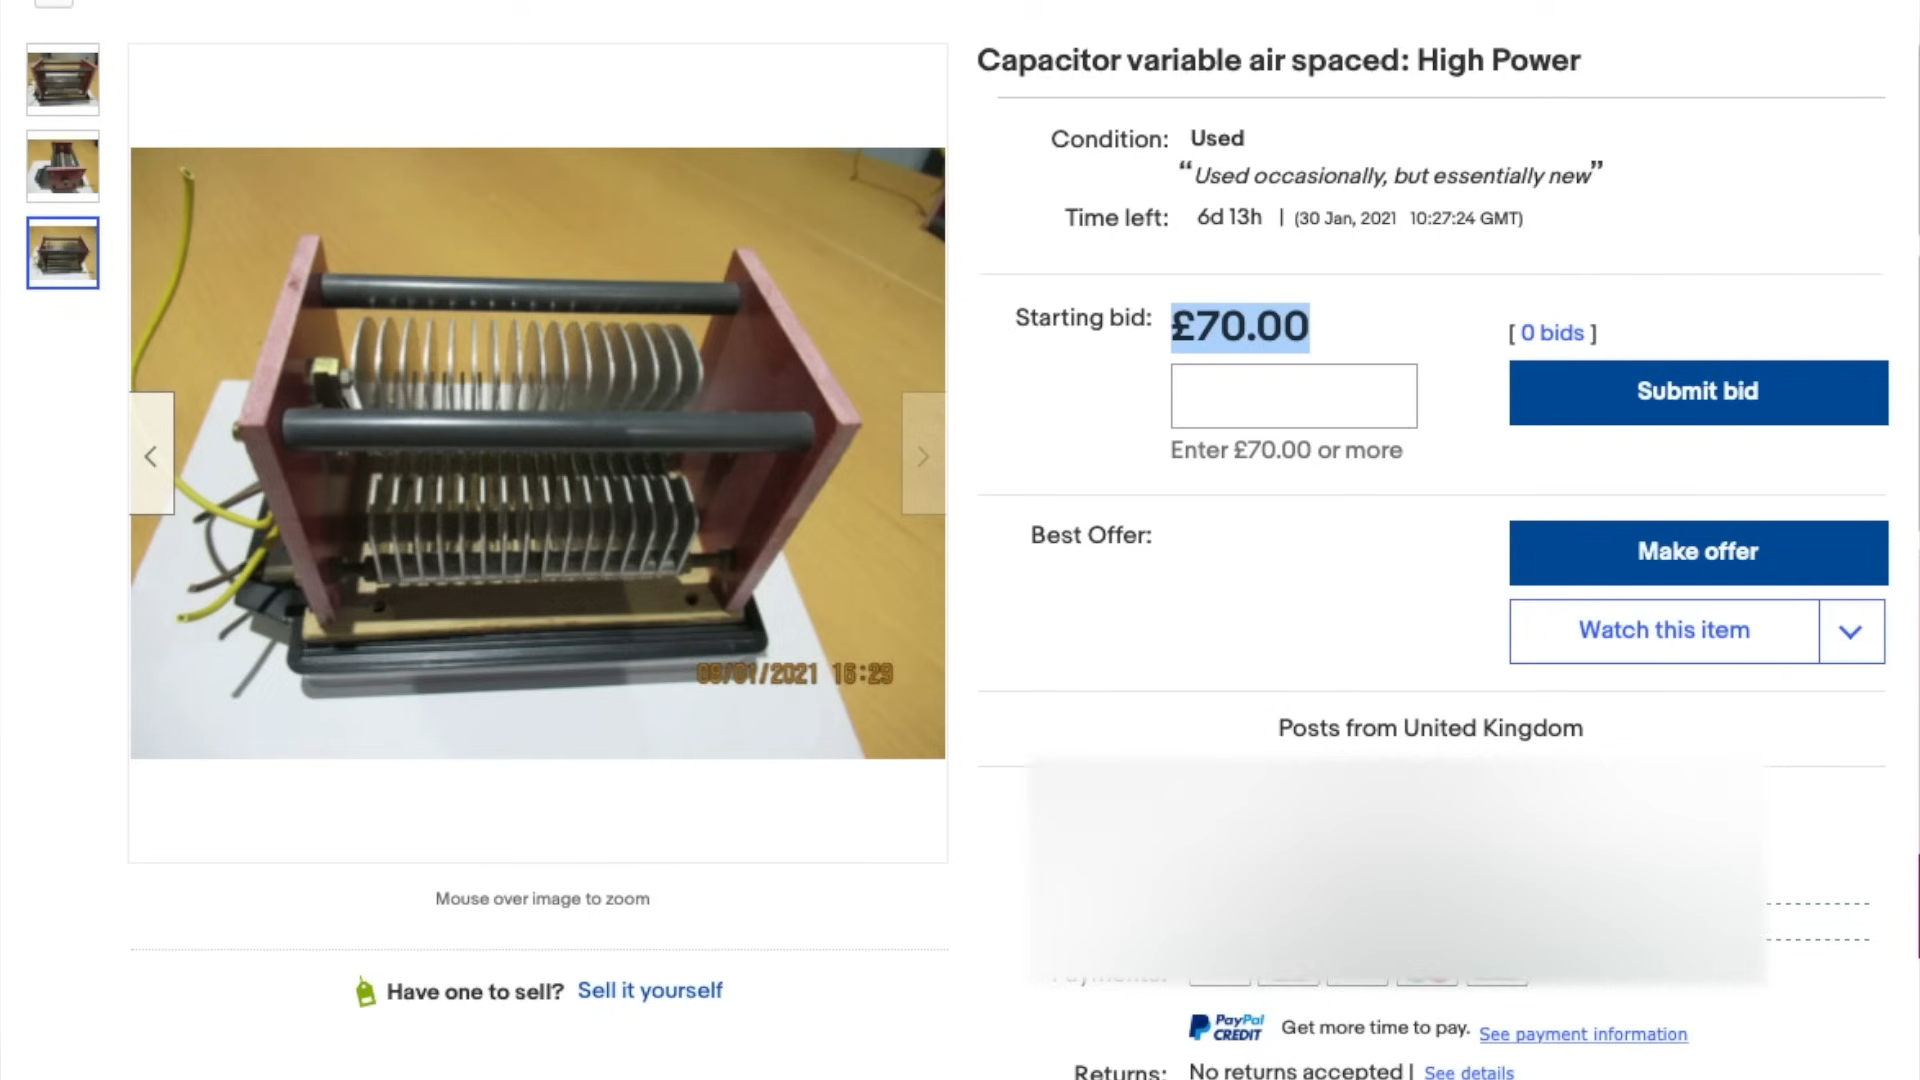 Capacitor variable air spaced: High Power
Condition: Used
“Used occasionally, but essentially new”
Time left: 6d 13h | (30 Jan, 2021 10:27:24 GMT)
Starting bid: £70.00
[ 0 bids ]
Submit bid
Enter £70.00 or more
Best Offer:
Make offer
Watch this item
Posts from United Kingdom
/2021 16:29
Mouse over image to zoom
Have one to sell? Sell it yourself
PayPal CREDIT Get more time to pay. See payment information
Returns: No returns accepted | See details